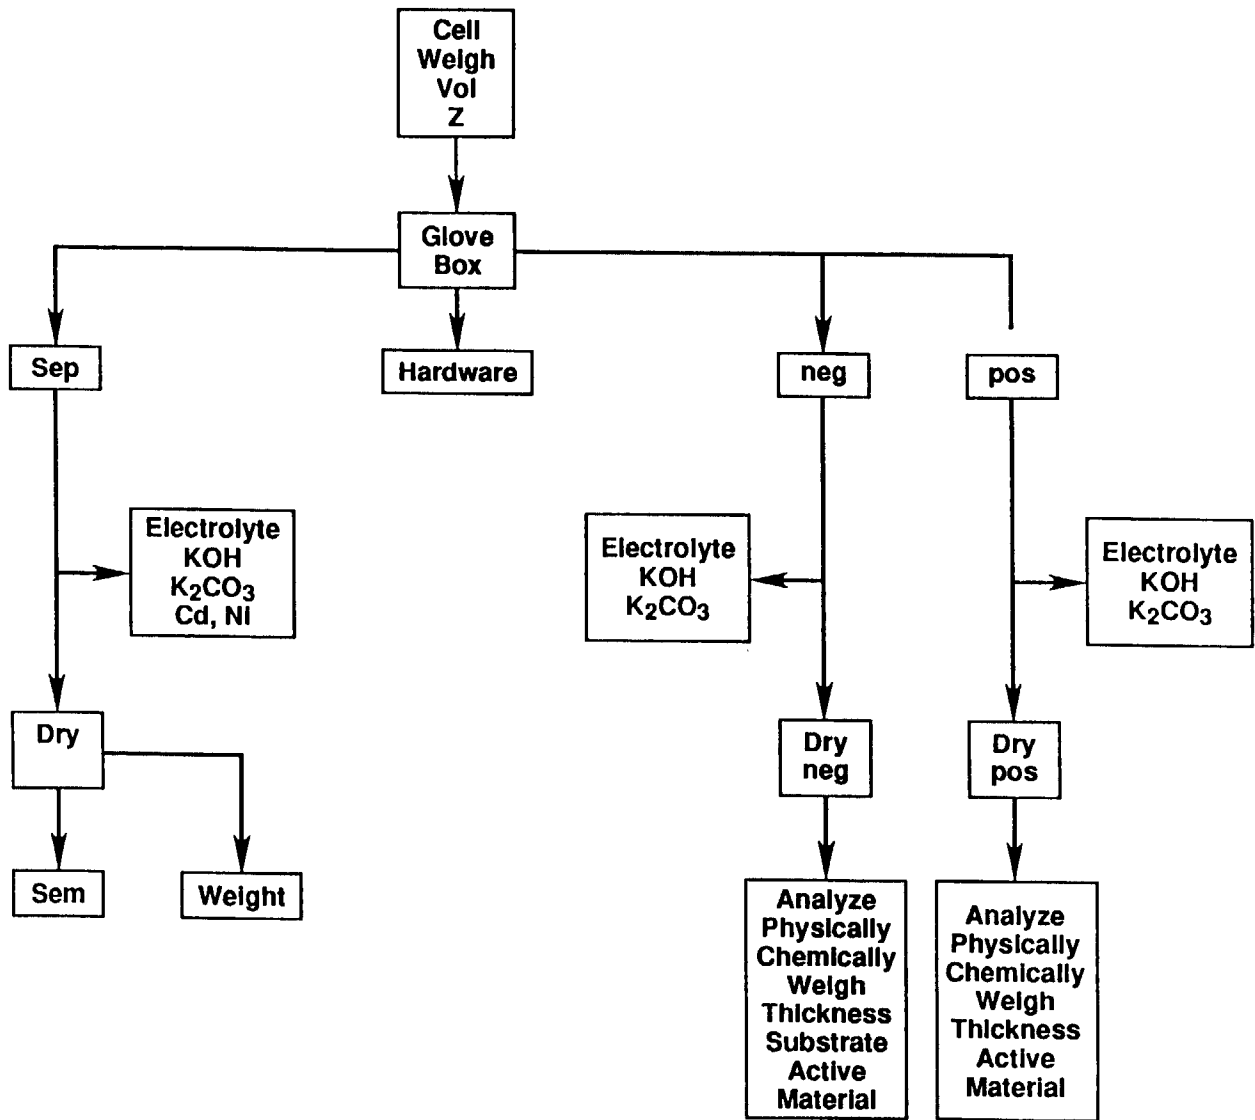 Cell
Weigh
Vol
Z
Glove
Box
Sep
Hardware
neg
pos
Electrolyte
KOH
K₂CO₃
Cd, Ni
Electrolyte
KOH
K₂CO₃
Electrolyte
KOH
K₂CO₃
Dry
Dry
neg
Dry
pos
Sem
Weight
Analyze
Physically
Chemically
Weigh
Thickness
Substrate
Active
Material
Analyze
Physically
Chemically
Weigh
Thickness
Active
Material